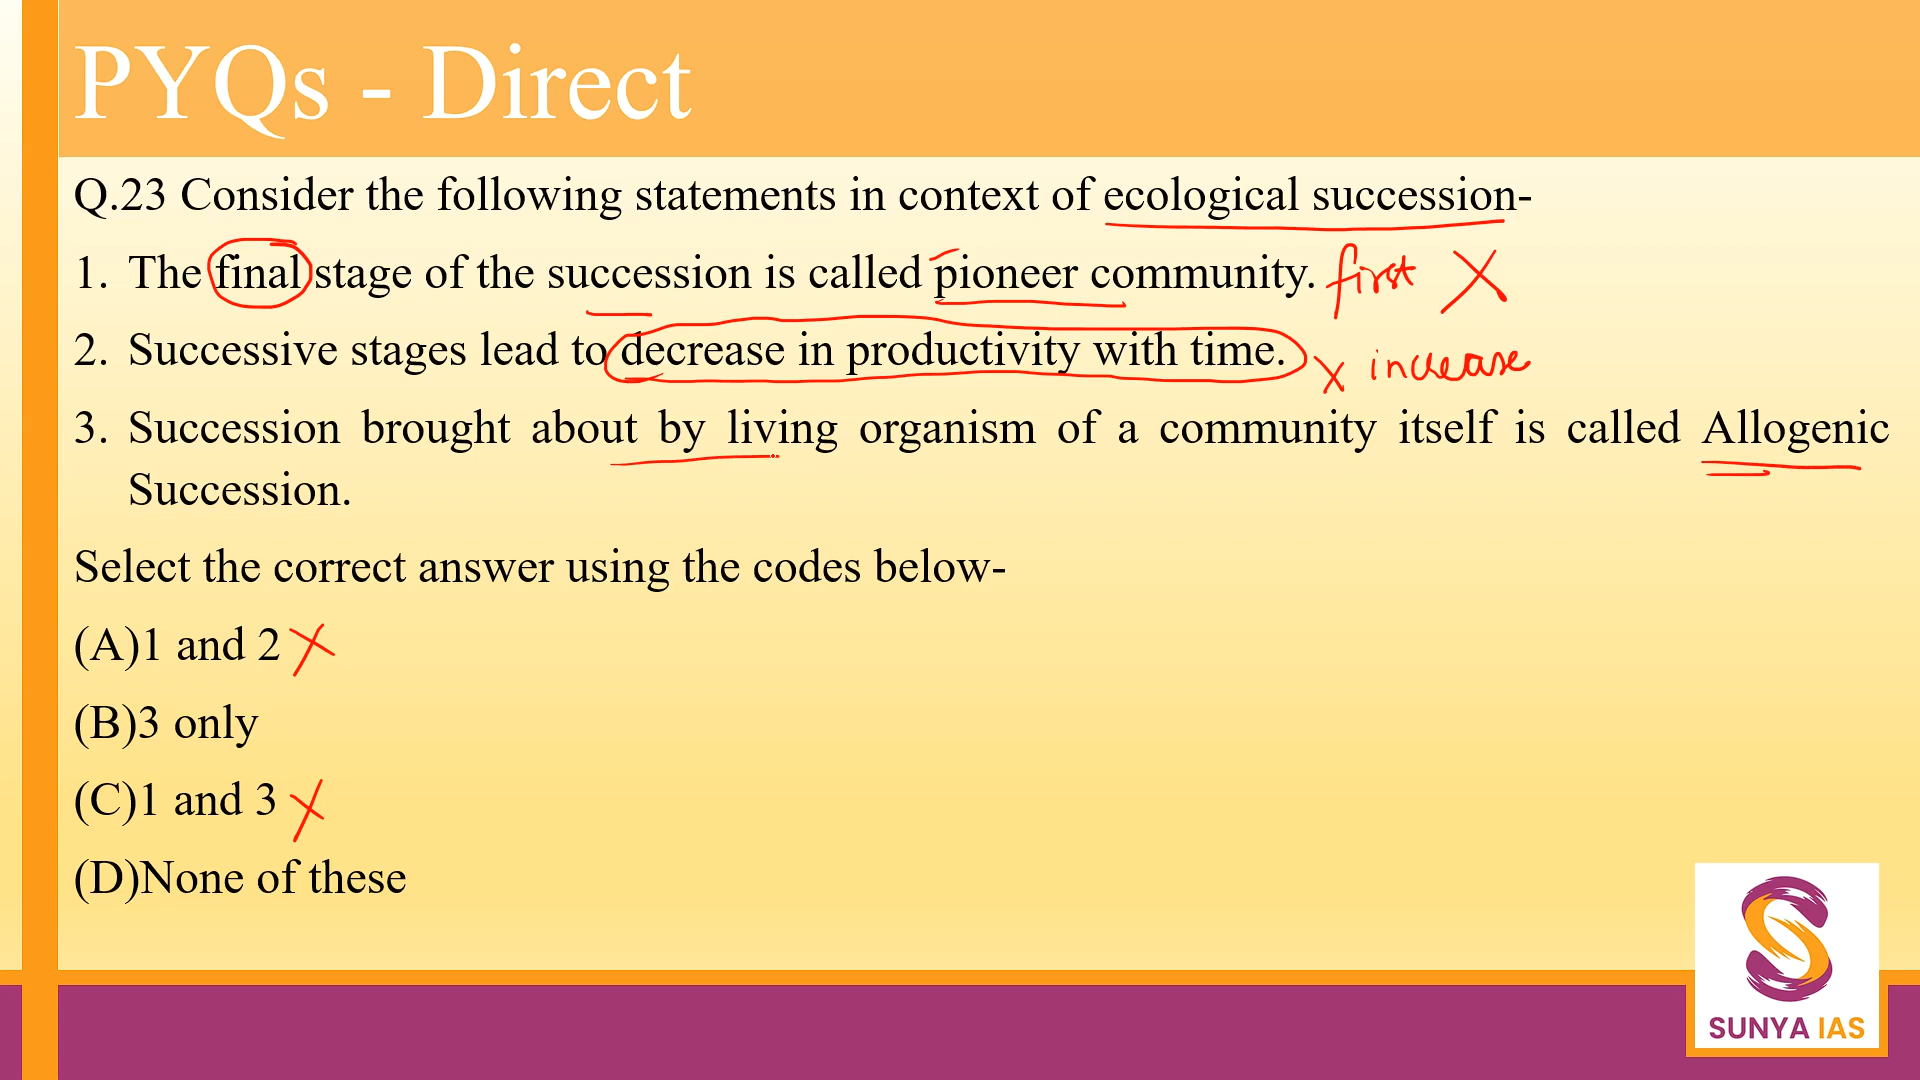 PYQs - Direct
Q.23 Consider the following statements in context of ecological succession-
1. The final stage of the succession is called pioneer community. first X
2. Successive stages lead to decrease in productivity with time. x increase
3. Succession brought about by living organism of a community itself is called Allogenic
Succession.
Select the correct answer using the codes below-
(A)1 and 2 X
(B)3 only
(C)1 and 3 X
(D)None of these
SUNYA IAS